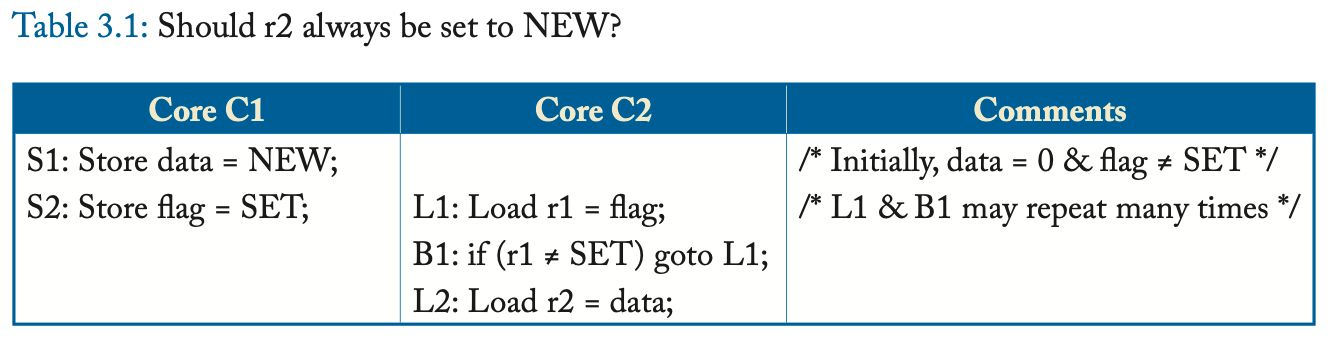 Table 3.1: Should r2 always be set to NEW?
Core C1 Core C2 Comments
S1: Store data = NEW; /* Initially, data = 0 & flag ≠ SET */
S2: Store flag = SET; L1: Load r1 = flag; /* L1 & B1 may repeat many times */
B1: if (r1 ≠ SET) goto L1;
L2: Load r2 = data;